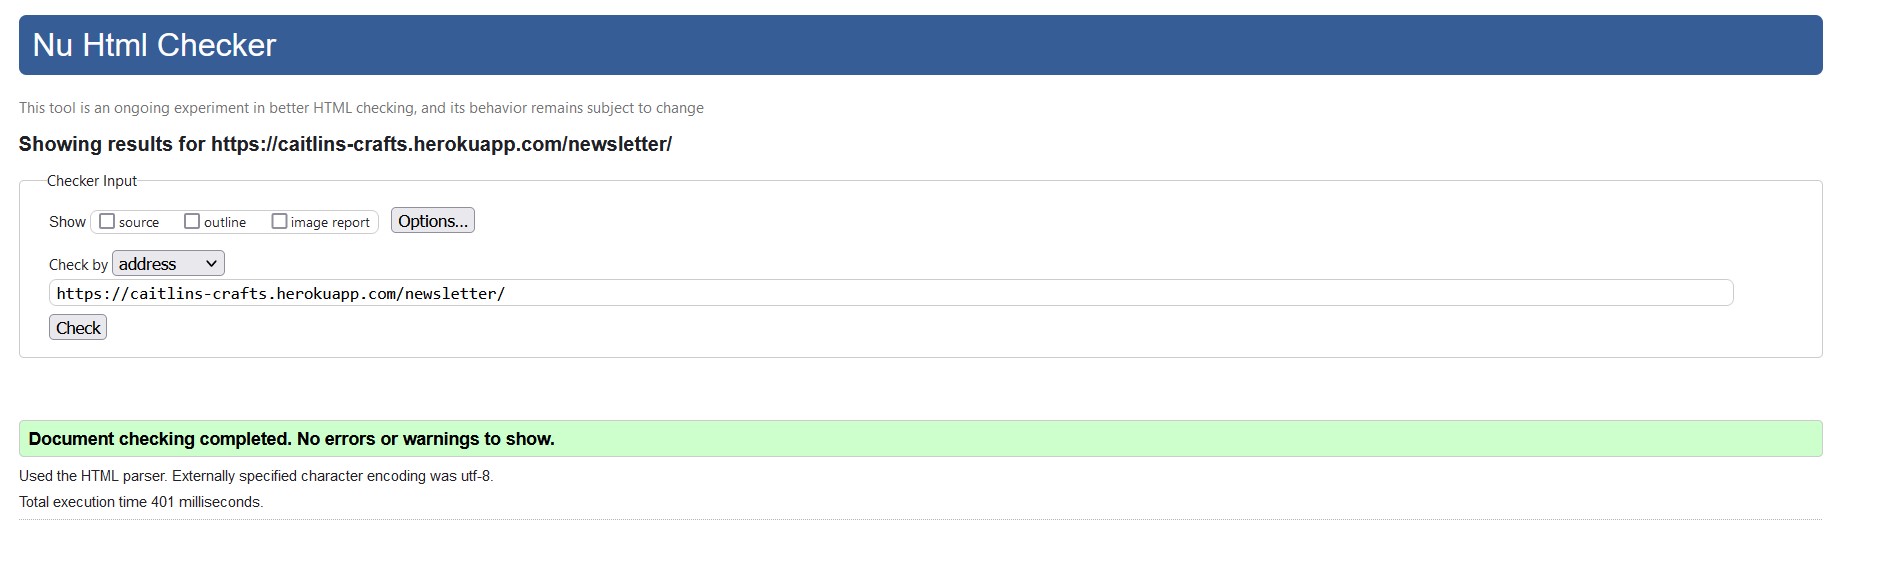 Nu Html Checker
This tool is an ongoing experiment in better HTML checking, and its behavior remains subject to change
Showing results for https://caitlins-crafts.herokuapp.com/newsletter/
Checker Input
Show source outline image report Options...
Check by address
https://caitlins-crafts.herokuapp.com/newsletter/
Check
Document checking completed. No errors or warnings to show.
Used the HTML parser. Externally specified character encoding was utf-8.
Total execution time 401 milliseconds.